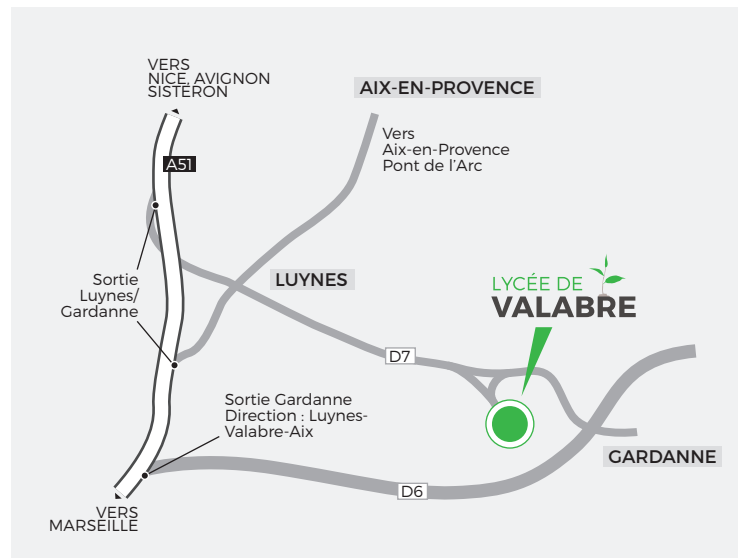 VERS
NICE, AVIGNON
SISTERON
AIX-EN-PROVENCE
Vers
Aix-en-Provence
Pont de l'Arc
A51
Sortie
Luynes/
Gardanne
LUYNES
LYCÉE DE
VALABRE
D7
Sortie Gardanne
Direction : Luynes-
Valabre-Aix
GARDANNE
D6
VERS
MARSEILLE